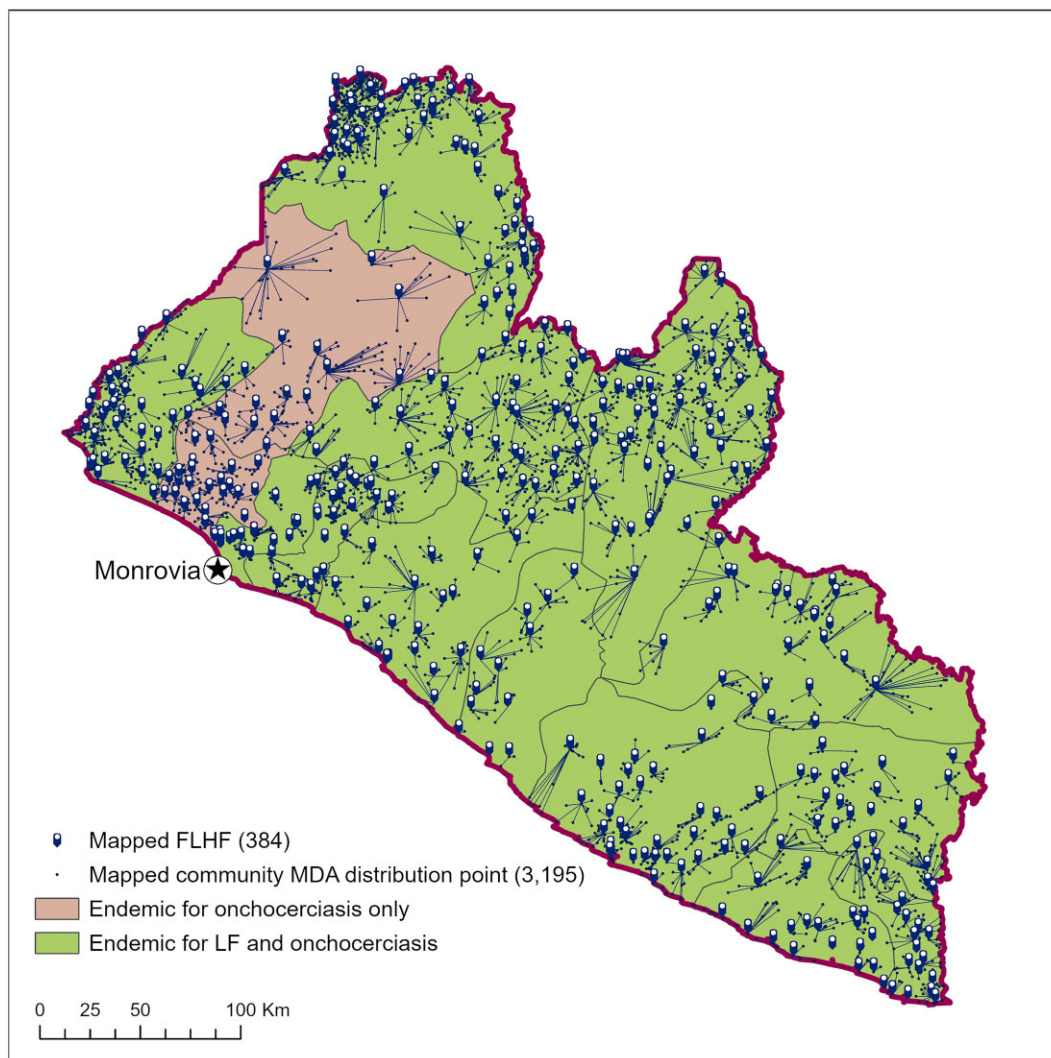 Monrovia
Mapped FLHF (384)
Mapped community MDA distribution point (3,195)
Endemic for onchocerciasis only
Endemic for LF and onchocerciasis
0 25 50 100 Km